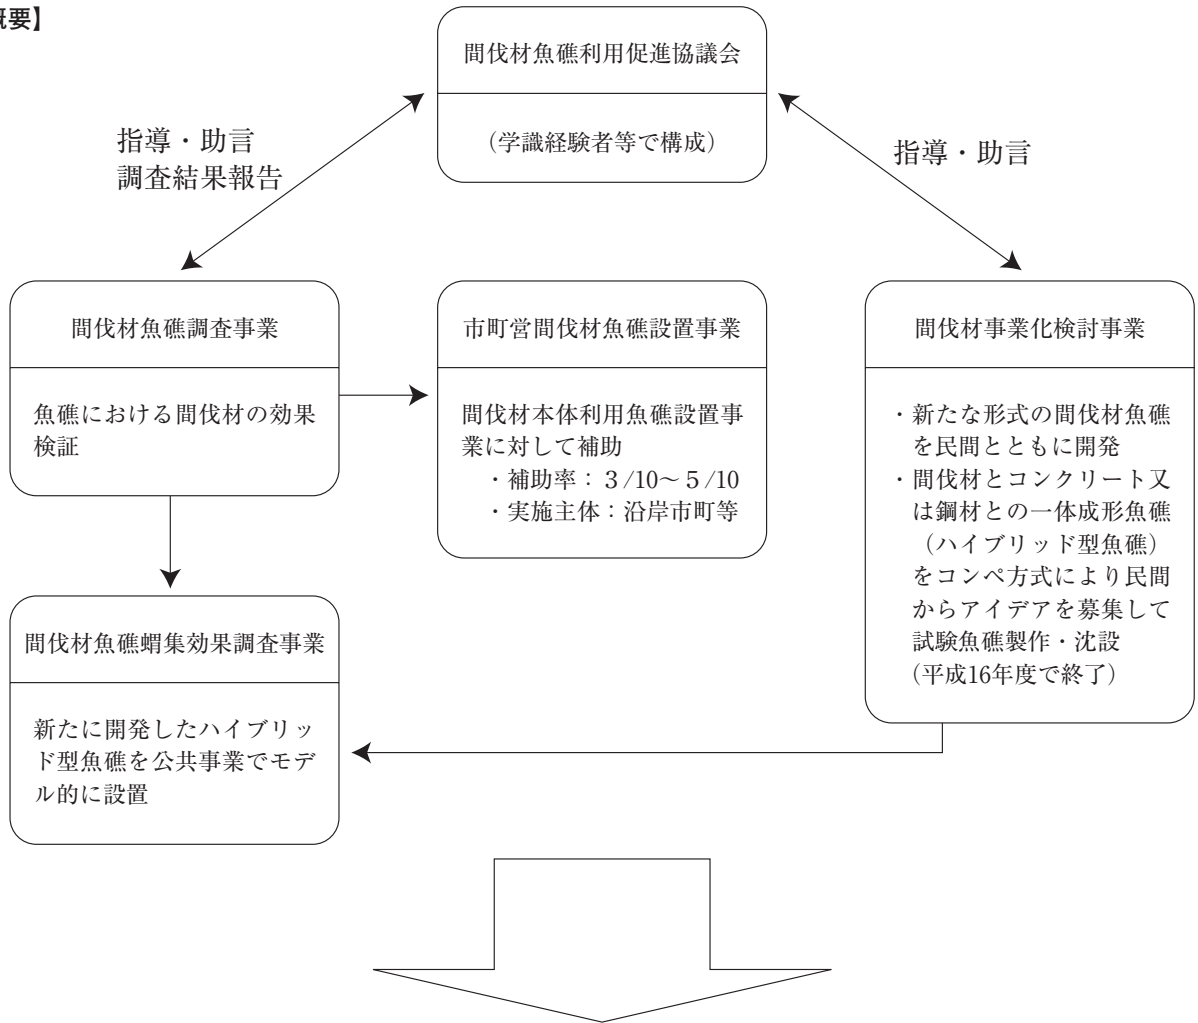 概要】
間伐材魚礁利用促進協議会
（学識経験者等で構成）
指導・助言
調査結果報告
指導・助言
間伐材魚礁調査事業
魚礁における間伐材の効果
検証
市町営間伐材魚礁設置事業
間伐材本体利用魚礁設置事
業に対して補助
・補助率：３/10～５/10
・実施主体：沿岸市町等
間伐材事業化検討事業
・新たな形式の間伐材魚礁
を民間とともに開発
・間伐材とコンクリート又
は鋼材との一体成形魚礁
（ハイブリッド型魚礁）
をコンペ方式により民間
からアイデアを募集して
試験魚礁製作・沈設
（平成16年度で終了）
間伐材魚礁蝟集効果調査事業
新たに開発したハイブリッ
ド型魚礁を公共事業でモデ
ル的に設置